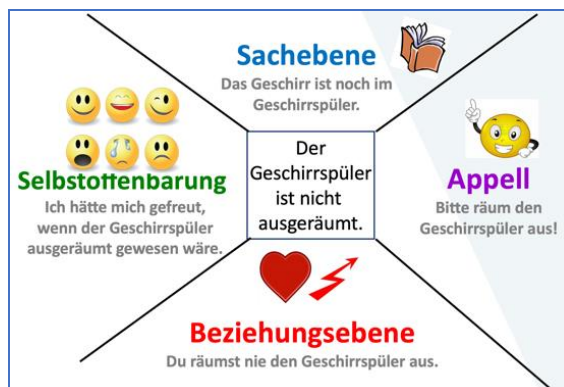 Sachebene
Das Geschirr ist noch im
Geschirrspüler.
Selbstoffenbarung
Ich hätte mich gefreut,
wenn der Geschirrspüler
ausgeräumt gewesen wäre.
Der
Geschirrspüler
ist nicht
ausgeräumt.
Appell
Bitte räum den
Geschirrspüler aus!
Beziehungsebene
Du räumst nie den Geschirrspüler aus.